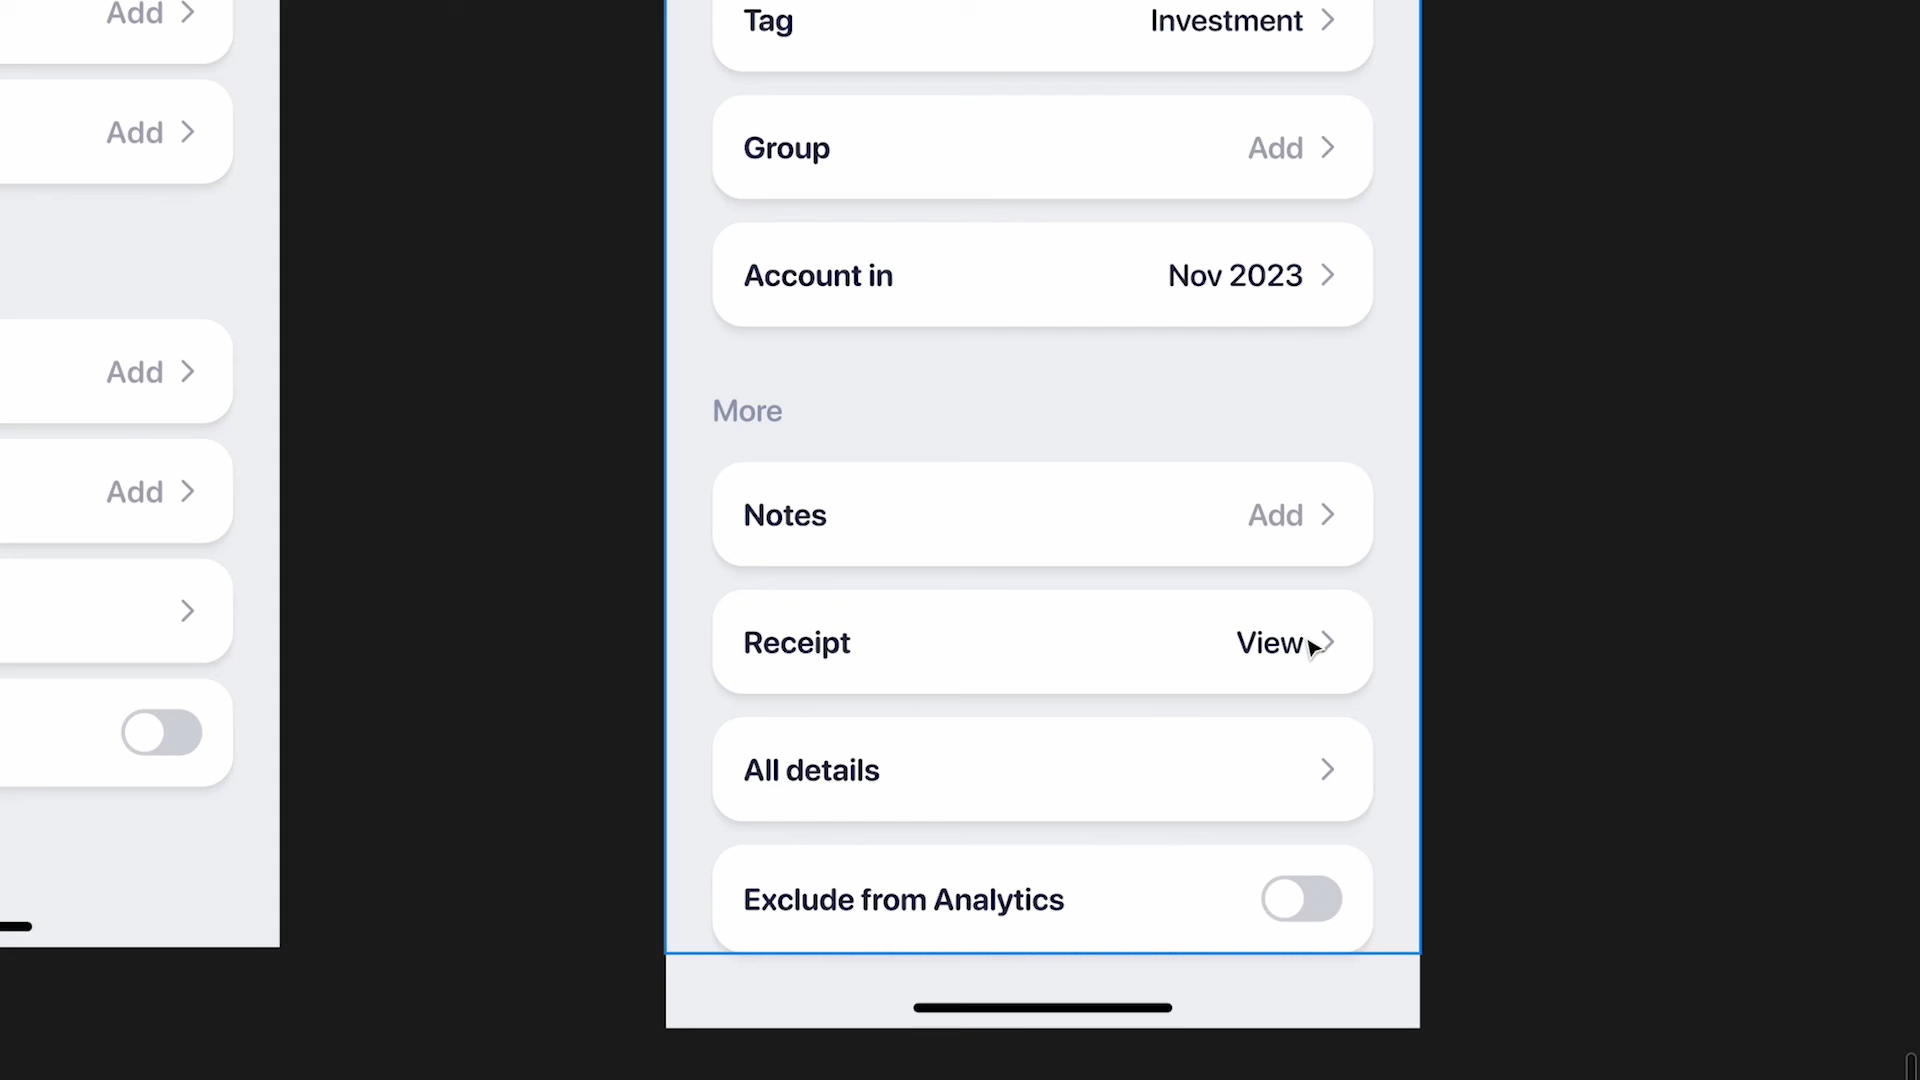 Add
Add
Add
Add
Tag Investment
Group Add
Account in Nov 2023
More
Notes Add
Receipt View
All details
Exclude from Analytics